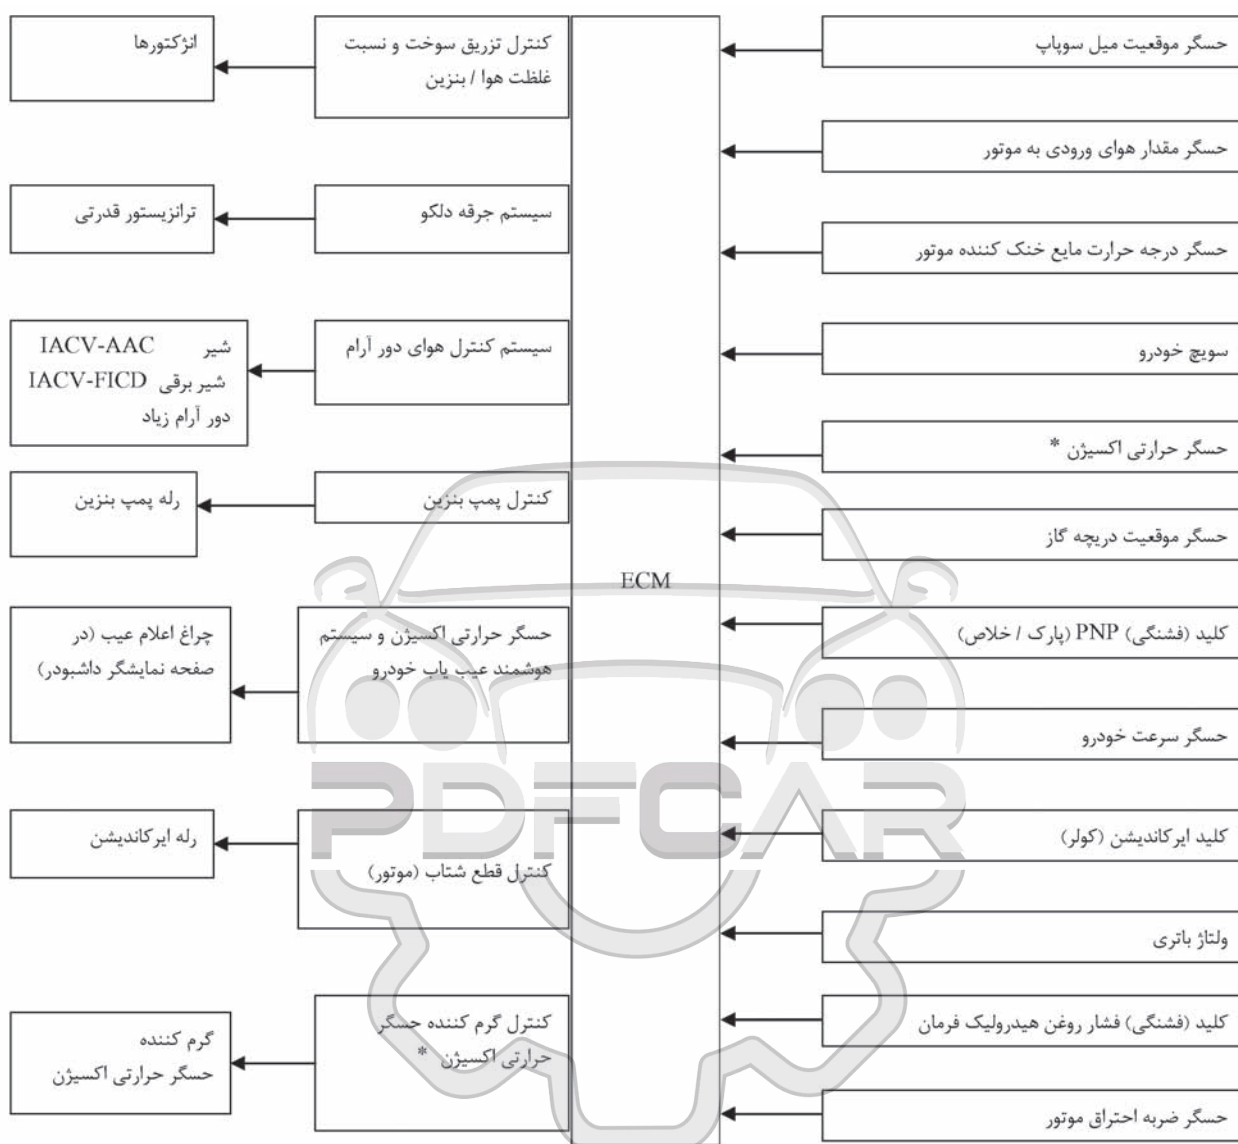 حسگر موقعیت میل سوپاپ
حسگر مقدار هوای ورودی به موتور
حسگر درجه حرارت مایع خنک کننده موتور
سویچ خودرو
حسگر حرارتی اکسیژن *
حسگر موقعیت دریچه گاز
کلید (فشنگی) PNP (پارک / خلاص)
حسگر سرعت خودرو
کلید ایرکاندیشن (کولر)
ولتاژ باتری
کلید (فشنگی) فشار روغن هیدرولیک فرمان
حسگر ضربه احتراق موتور
ECM
کنترل تزریق سوخت و نسبت
غلظت هوا / بنزین
سیستم جرقه دلکو
سیستم کنترل هوای دور آرام
کنترل پمپ بنزین
حسگر حرارتی اکسیژن و سیستم
هوشمند عیب یاب خودرو
کنترل قطع شتاب (موتور)
کنترل گرم کننده حسگر
حرارتی اکسیژن *
انژکتورها
ترانزیستور قدرتی
شیر IACV-AAC
شیر برقی IACV-FICD
دور آرام زیاد
رله پمپ بنزین
چراغ اعلام عیب (در
صفحه نمایشگر داشبودر)
رله ایرکاندیشن
گرم کننده
حسگر حرارتی اکسیژن
PDFCAR